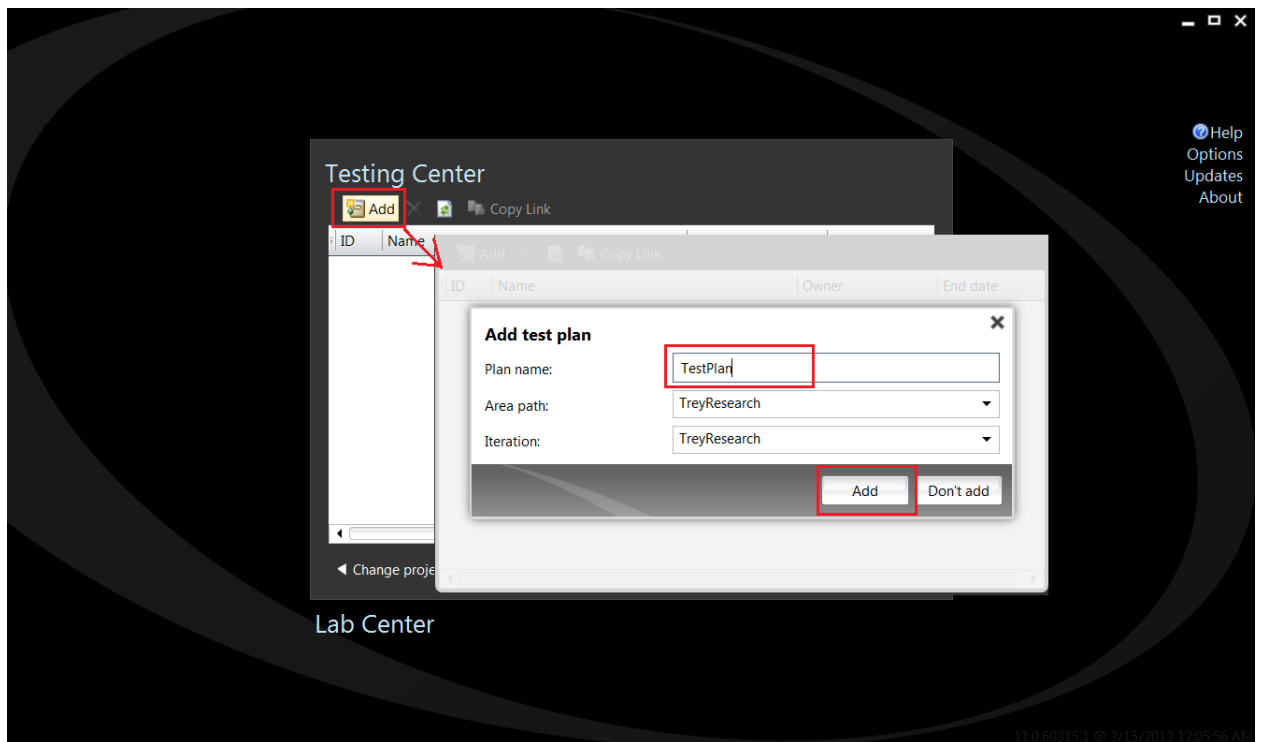 Help
Options
Updates
About
Testing Center
Add Copy Link
ID Name
Add Copy Link
ID Name Owner End date
Add test plan
Plan name: TestPlan
Area path: TreyResearch
Iteration: TreyResearch
Add Don't add
Change proje
Lab Center
11.0.60315.1 @ 3/15/2013 12:05:56 AM